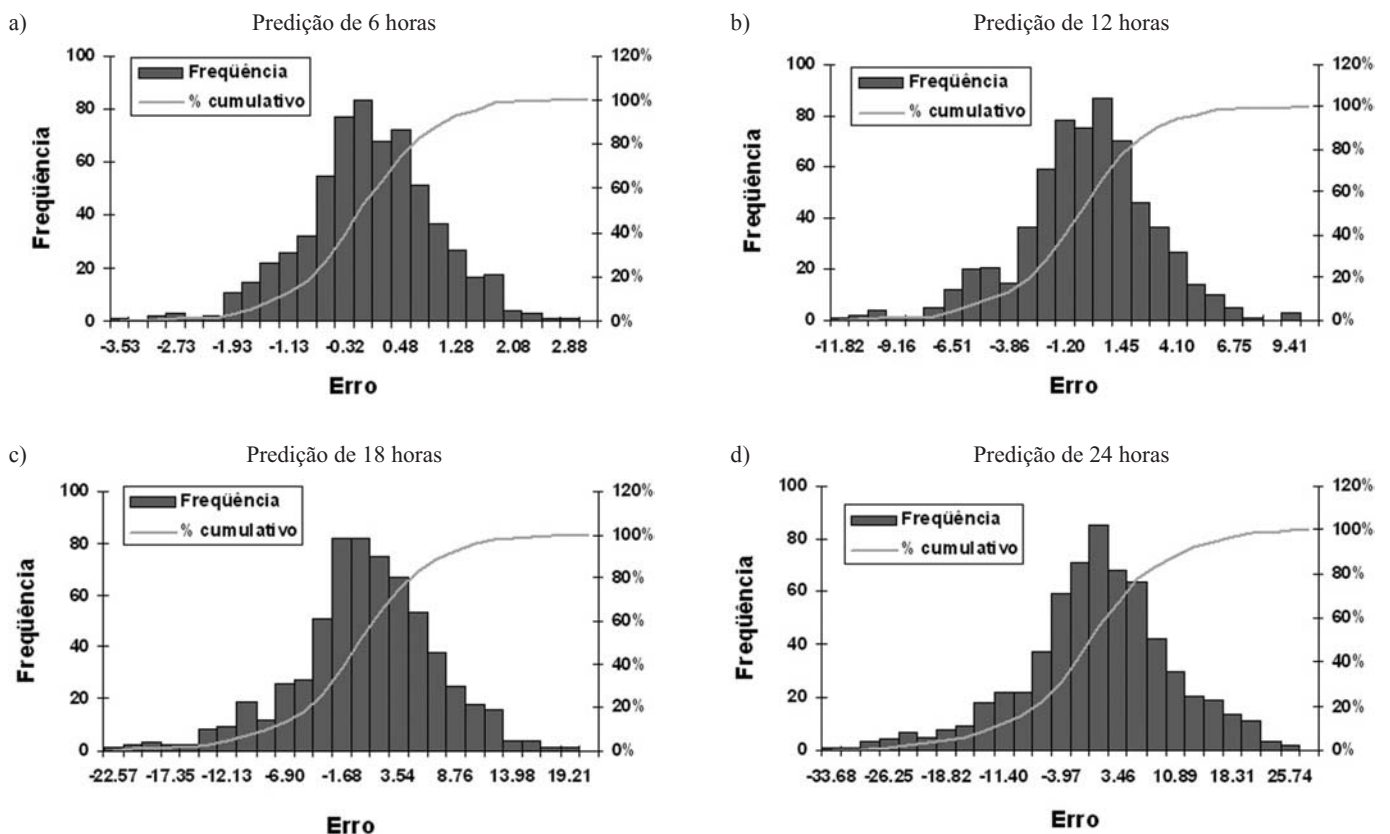 a) Predição de 6 horas
100
80
60
40
20
0
Freqüência
Freqüência
% cumulativo
120%
100%
80%
60%
40%
20%
0%
-3.53 -2.73 -1.93 -1.13 -0.32 0.48 1.28 2.08 2.88
Erro
b) Predição de 12 horas
100
80
60
40
20
0
Freqüência
Freqüência
% cumulativo
120%
100%
80%
60%
40%
20%
0%
-11.82 -9.16 -6.51 -3.86 -1.20 1.45 4.10 6.75 9.41
Erro
c) Predição de 18 horas
100
80
60
40
20
0
Freqüência
Freqüência
% cumulativo
120%
100%
80%
60%
40%
20%
0%
-22.57 -17.35 -12.13 -6.90 -1.68 3.54 8.76 13.98 19.21
Erro
d) Predição de 24 horas
100
80
60
40
20
0
Freqüência
Freqüência
% cumulativo
120%
100%
80%
60%
40%
20%
0%
-33.68 -26.25 -18.82 -11.40 -3.97 3.46 10.89 18.31 25.74
Erro